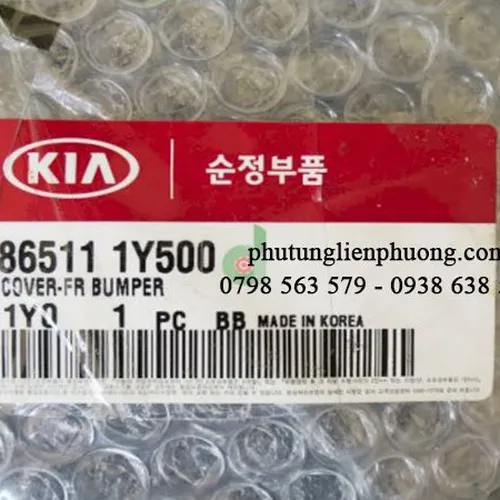 KIA
순정부품
86511 1Y500
phutunglienphuong.com
COVER-FR BUMPER
0798 563 579 - 0938 638
1Y0 1 PC BB MADE IN KOREA